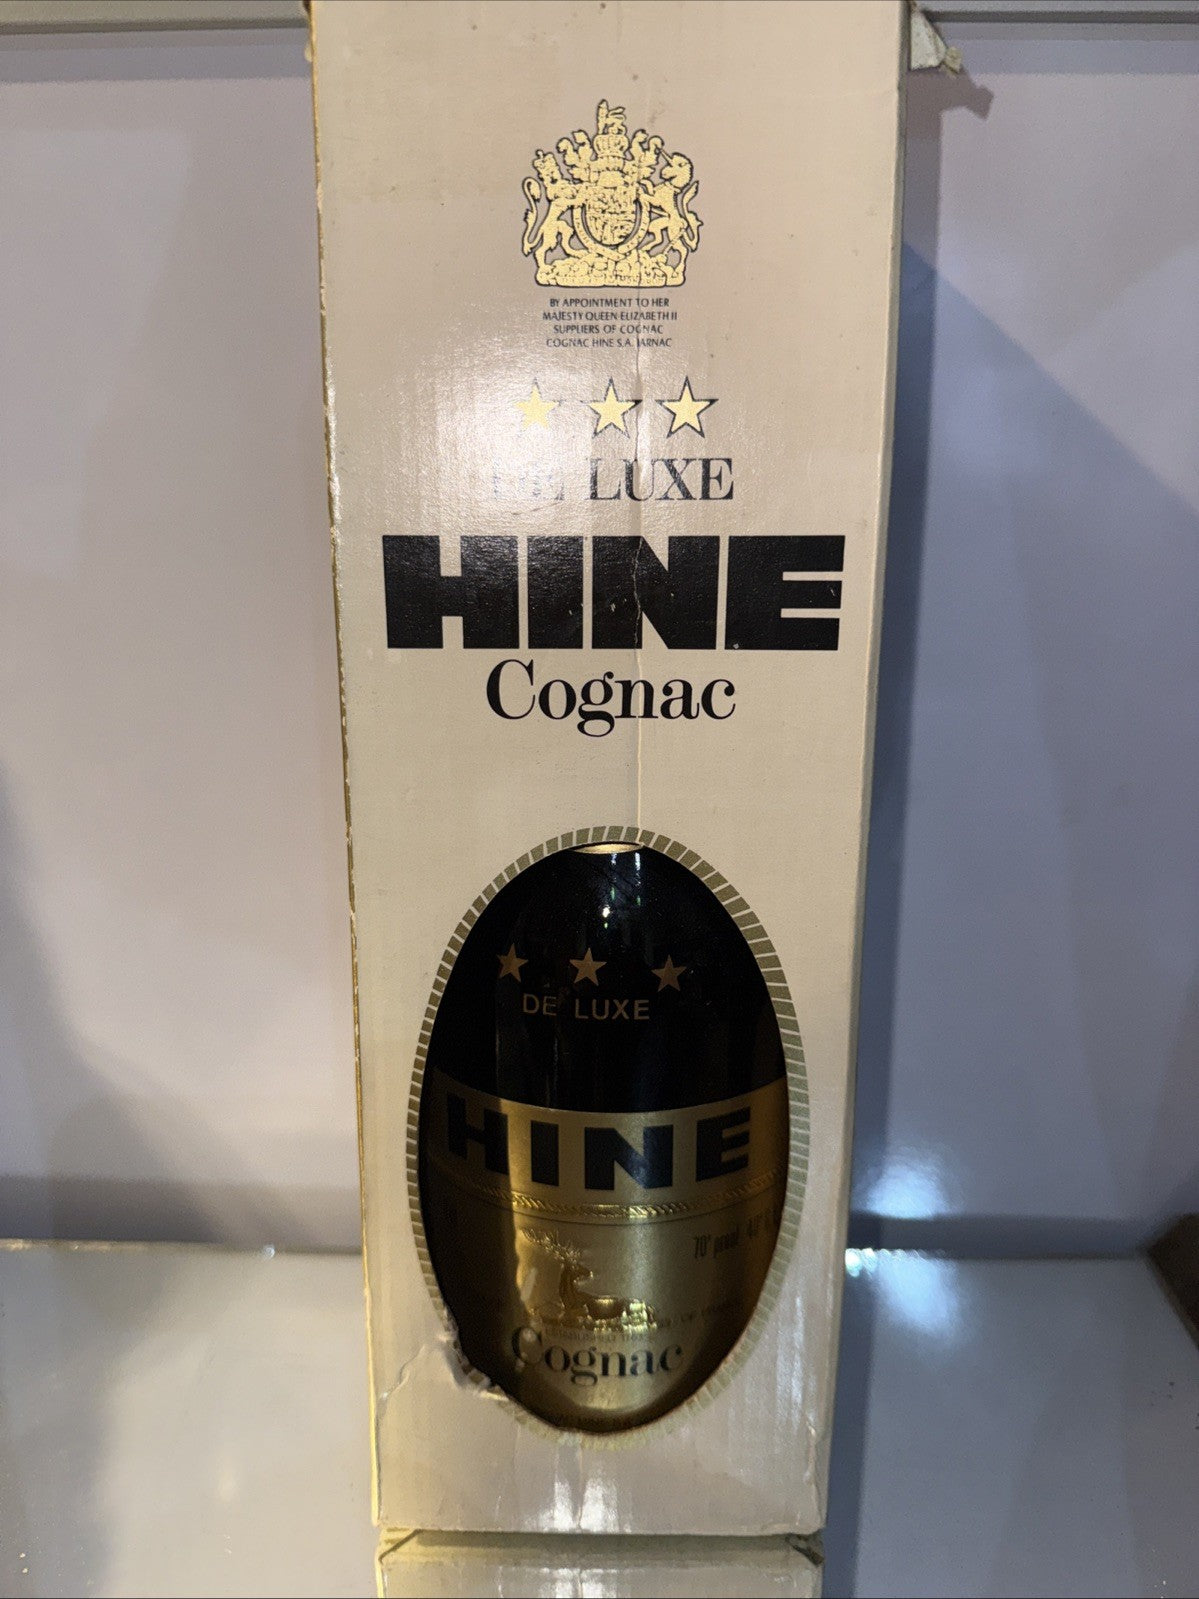 BY APPOINTMENT TO HER
MAJESTY QUEEN ELIZABETH II
SUPPLIERS OF COGNAC
COGNAC HINE S.A. JARNAC
DE LUXE
HINE
Cognac
DE LUXE
HINE
70° proof
Cognac